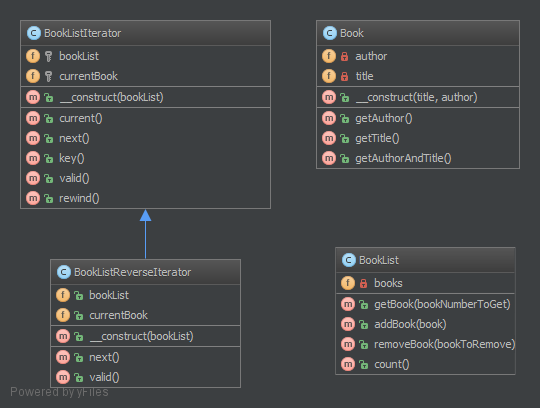 BookListIterator
bookList
currentBook
__construct(bookList)
current()
next()
key()
valid()
rewind()
Book
author
title
__construct(title, author)
getAuthor()
getTitle()
getAuthorAndTitle()
BookListReverseIterator
bookList
currentBook
__construct(bookList)
next()
valid()
BookList
books
getBook(bookNumberToGet)
addBook(book)
removeBook(bookToRemove)
count()
Powered by yFiles